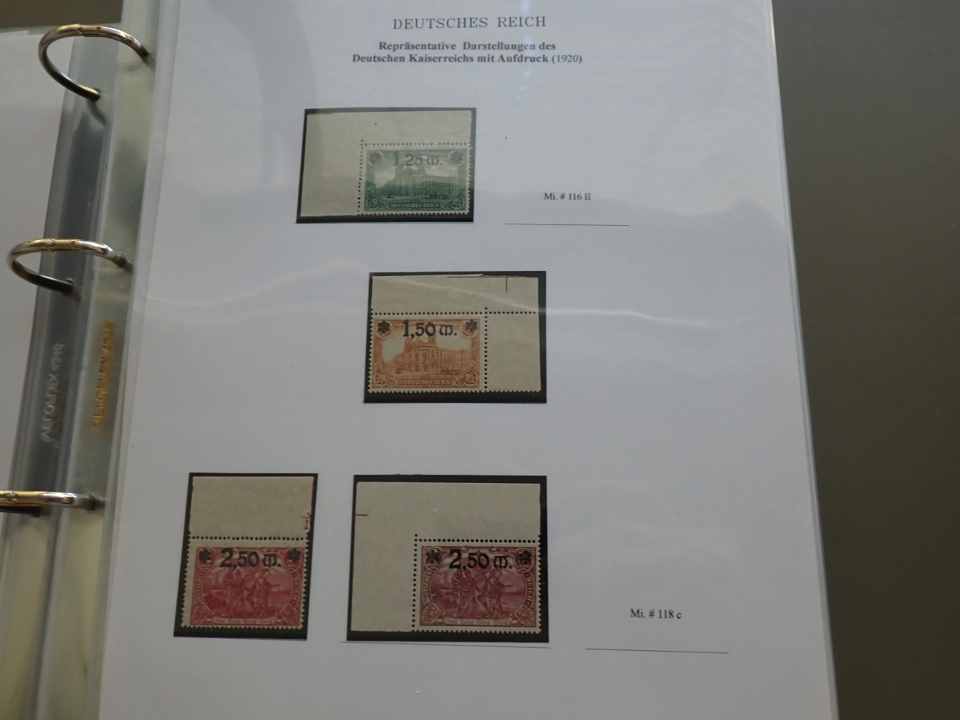 DEUTSCHES REICH
Repräsentative Darstellungen des
Deutschen Kaiserreichs mit Aufdruck (1920)
1,25 m.
Mi. # 116 II
1,50 m.
2,50 m.
2,50 m.
Mi. # 118 c